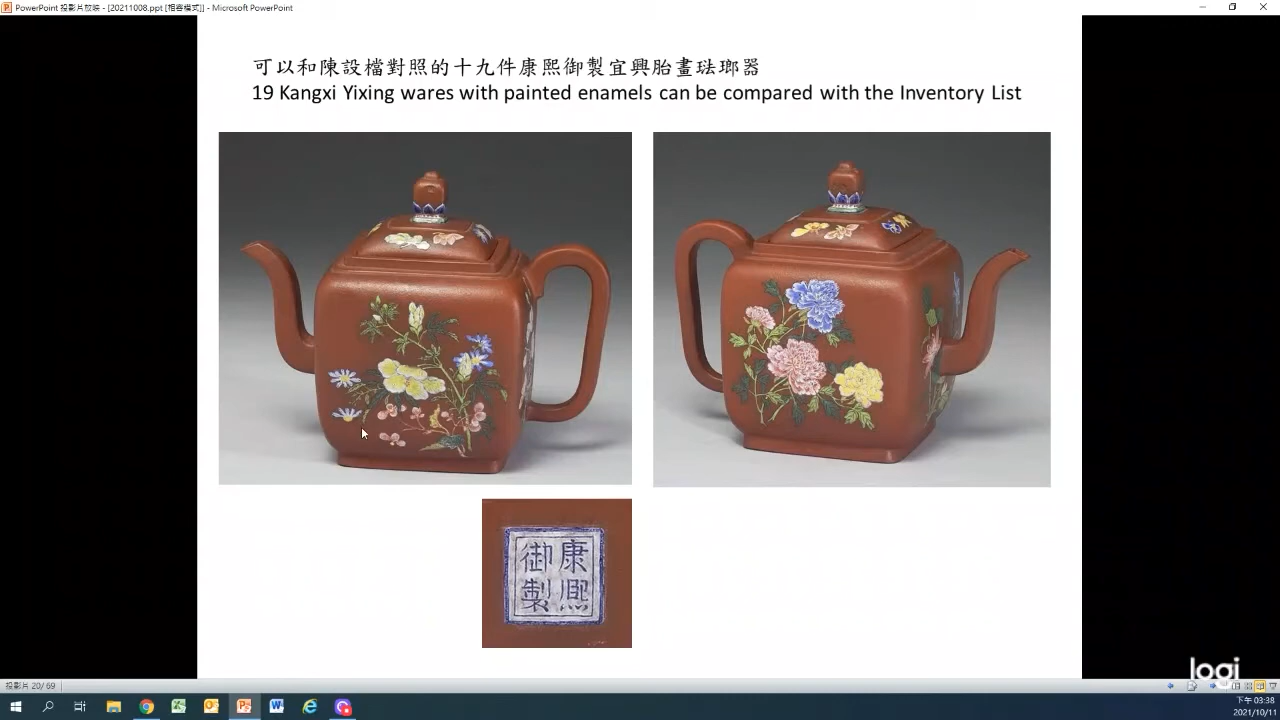 PowerPoint 投影片放映 - [20211008.ppt [相容模式]] - Microsoft PowerPoint
可以和陳設檔對照的十九件康熙御製宜興胎畫琺瑯器
19 Kangxi Yixing wares with painted enamels can be compared with the Inventory List
康熙
御製
logi
投影片 20/69
下午 03:38
2021/10/11